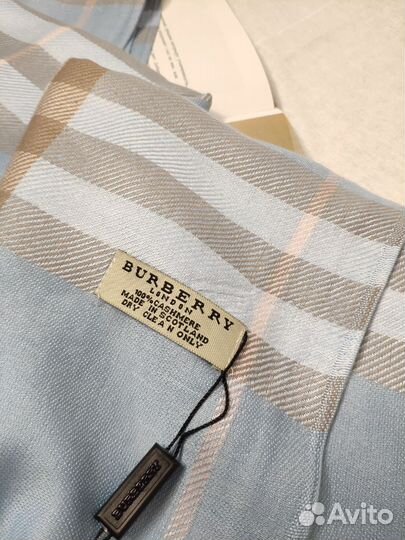 BURBERRY
LONDON
100% CASHMERE
MADE IN SCOTLAND
DRY CLEAN ONLY
BURBERRY
Avito